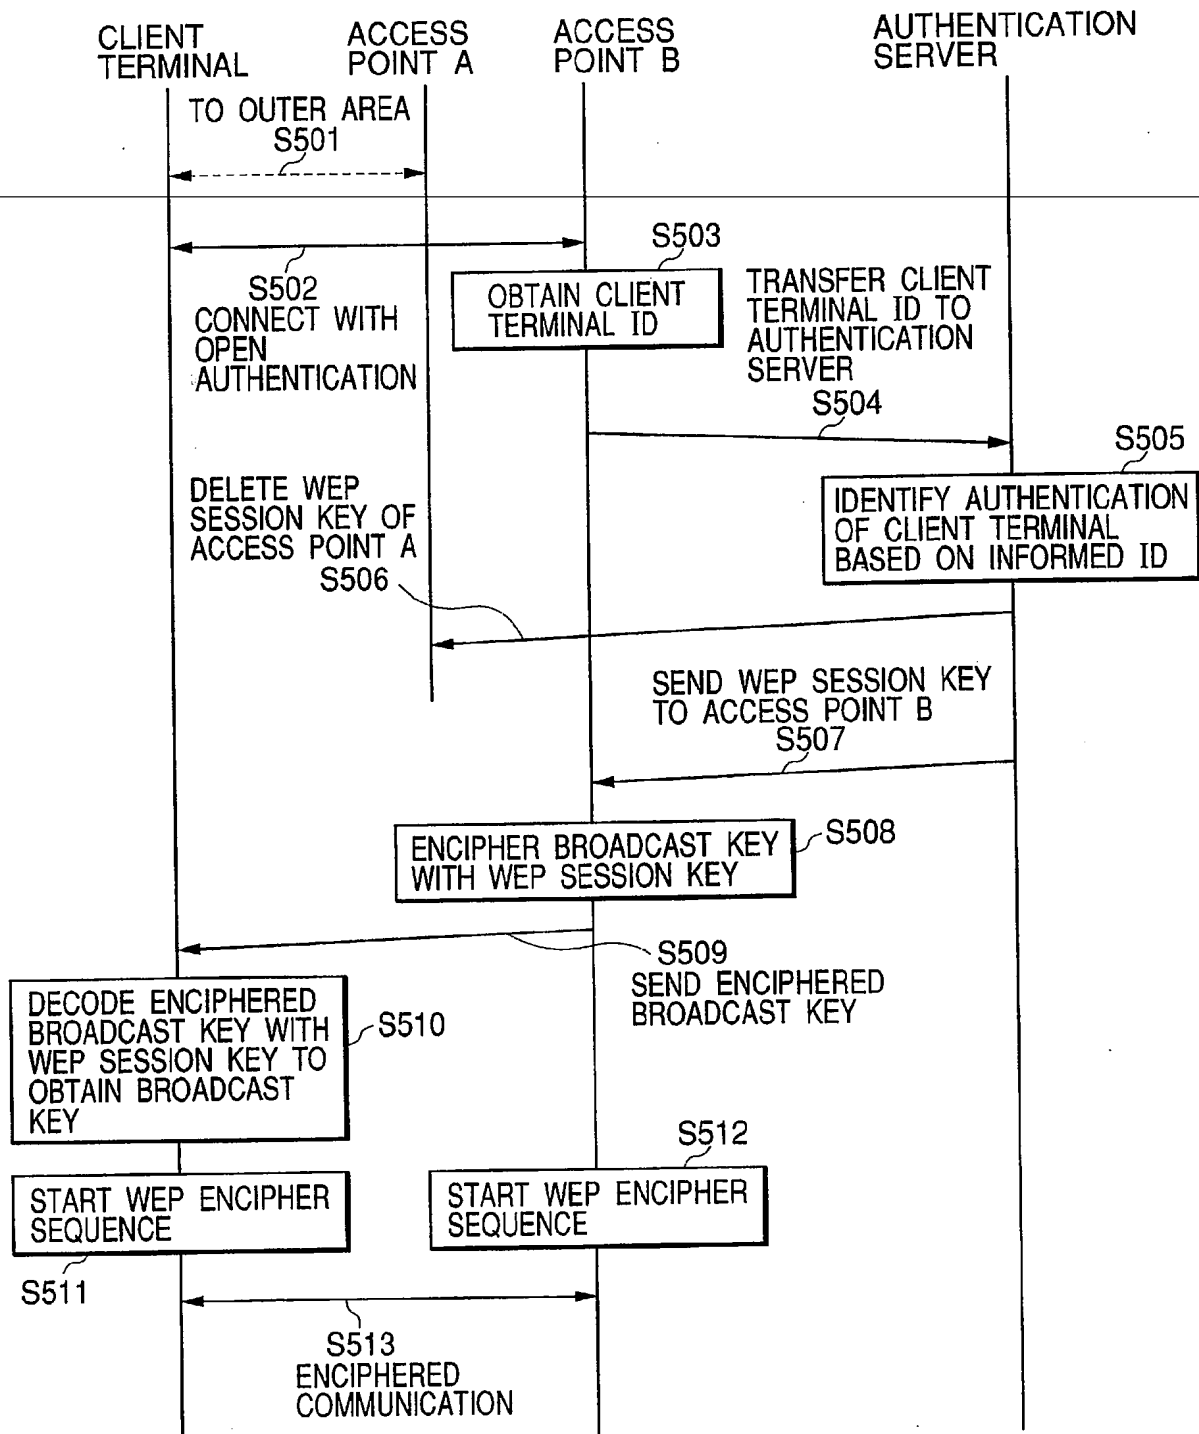 CLIENT
TERMINAL
ACCESS
POINT A
ACCESS
POINT B
AUTHENTICATION
SERVER
TO OUTER AREA
S501
S502
CONNECT WITH
OPEN
AUTHENTICATION
S503
OBTAIN CLIENT
TERMINAL ID
TRANSFER CLIENT
TERMINAL ID TO
AUTHENTICATION
SERVER
S504
S505
IDENTIFY AUTHENTICATION
OF CLIENT TERMINAL
BASED ON INFORMED ID
DELETE WEP
SESSION KEY OF
ACCESS POINT A
S506
SEND WEP SESSION KEY
TO ACCESS POINT B
S507
ENCIPHER BROADCAST KEY
WITH WEP SESSION KEY
S508
S509
SEND ENCIPHERED
BROADCAST KEY
DECODE ENCIPHERED
BROADCAST KEY WITH
WEP SESSION KEY TO
OBTAIN BROADCAST
KEY
S510
S512
START WEP ENCIPHER
SEQUENCE
START WEP ENCIPHER
SEQUENCE
S511
S513
ENCIPHERED
COMMUNICATION